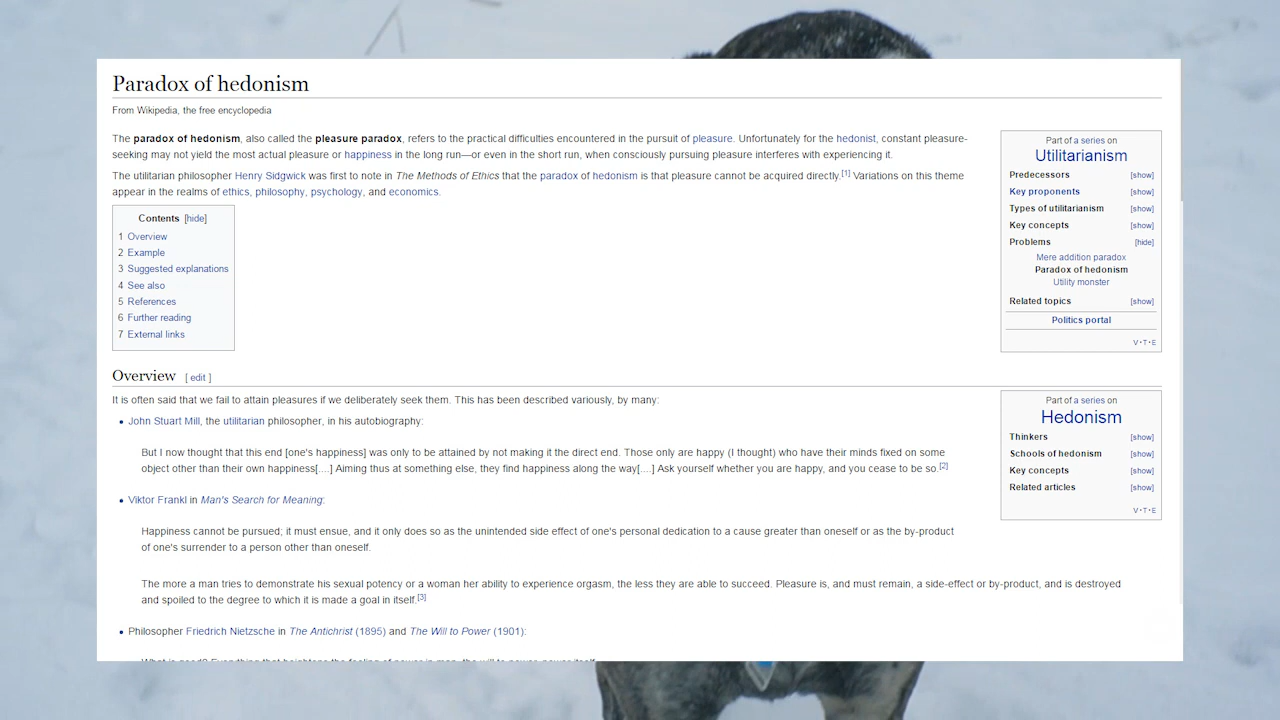 Paradox of hedonism
From Wikipedia, the free encyclopedia
The paradox of hedonism, also called the pleasure paradox, refers to the practical difficulties encountered in the pursuit of pleasure. Unfortunately for the hedonist, constant pleasure-
seeking may not yield the most actual pleasure or happiness in the long run—or even in the short run, when consciously pursuing pleasure interferes with experiencing it.
The utilitarian philosopher Henry Sidgwick was first to note in The Methods of Ethics that the paradox of hedonism is that pleasure cannot be acquired directly.[1] Variations on this theme
appear in the realms of ethics, philosophy, psychology, and economics.
Contents [hide]
1 Overview
2 Example
3 Suggested explanations
4 See also
5 References
6 Further reading
7 External links
Part of a series on
Utilitarianism
Predecessors [show]
Key proponents [show]
Types of utilitarianism [show]
Key concepts [show]
Problems [hide]
Mere addition paradox
Paradox of hedonism
Utility monster
Related topics [show]
Politics portal
V·T·E
Overview [ edit ]
It is often said that we fail to attain pleasures if we deliberately seek them. This has been described variously, by many:
• John Stuart Mill, the utilitarian philosopher, in his autobiography:
But I now thought that this end [one's happiness] was only to be attained by not making it the direct end. Those only are happy (I thought) who have their minds fixed on some
object other than their own happiness[....] Aiming thus at something else, they find happiness along the way[....] Ask yourself whether you are happy, and you cease to be so.[2]
• Viktor Frankl in Man's Search for Meaning:
Happiness cannot be pursued; it must ensue, and it only does so as the unintended side effect of one's personal dedication to a cause greater than oneself or as the by-product
of one's surrender to a person other than oneself.
The more a man tries to demonstrate his sexual potency or a woman her ability to experience orgasm, the less they are able to succeed. Pleasure is, and must remain, a side-effect or by-product, and is destroyed
and spoiled to the degree to which it is made a goal in itself.[3]
• Philosopher Friedrich Nietzsche in The Antichrist (1895) and The Will to Power (1901):
What is good? Everything that heightens the feeling of power in man, the will to power, power itself.
Part of a series on
Hedonism
Thinkers [show]
Schools of hedonism [show]
Key concepts [show]
Related articles [show]
V·T·E